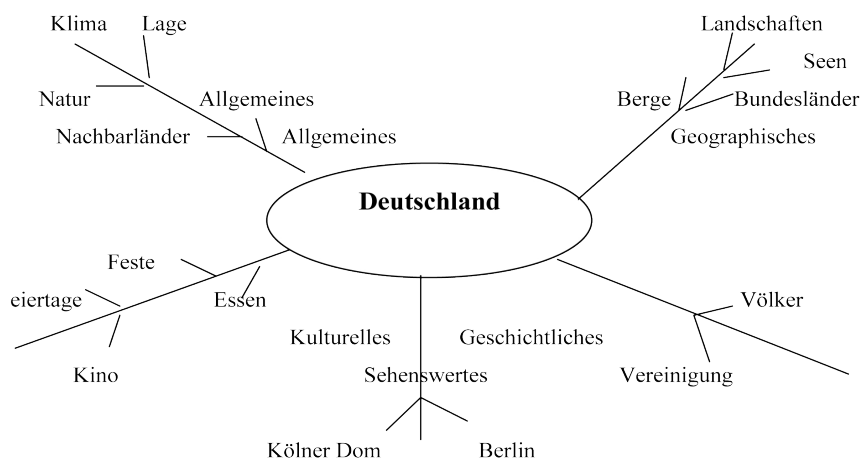 Klima Lage Landschaften
Seen
Natur Allgemeines Berge Bundesländer
Nachbarländer Allgemeines Geographisches
Deutschland
Feste
eiertage Essen Völker
Kulturelles Geschichtliches
Kino Sehenswertes Vereinigung
Kölner Dom Berlin